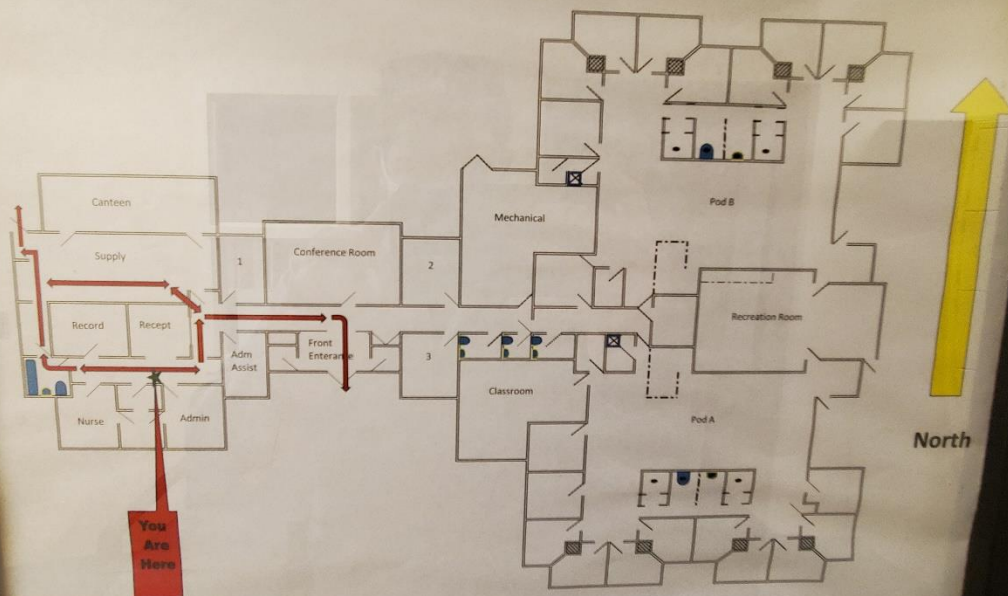 Pod B
Canteen
Mechanical
Supply
1
Conference Room
2
Record
Recept
Front
Entrance
Adm
Assist
3
Recreation Room
Classroom
Nurse
Admin
Pod A
North
You
Are
Here